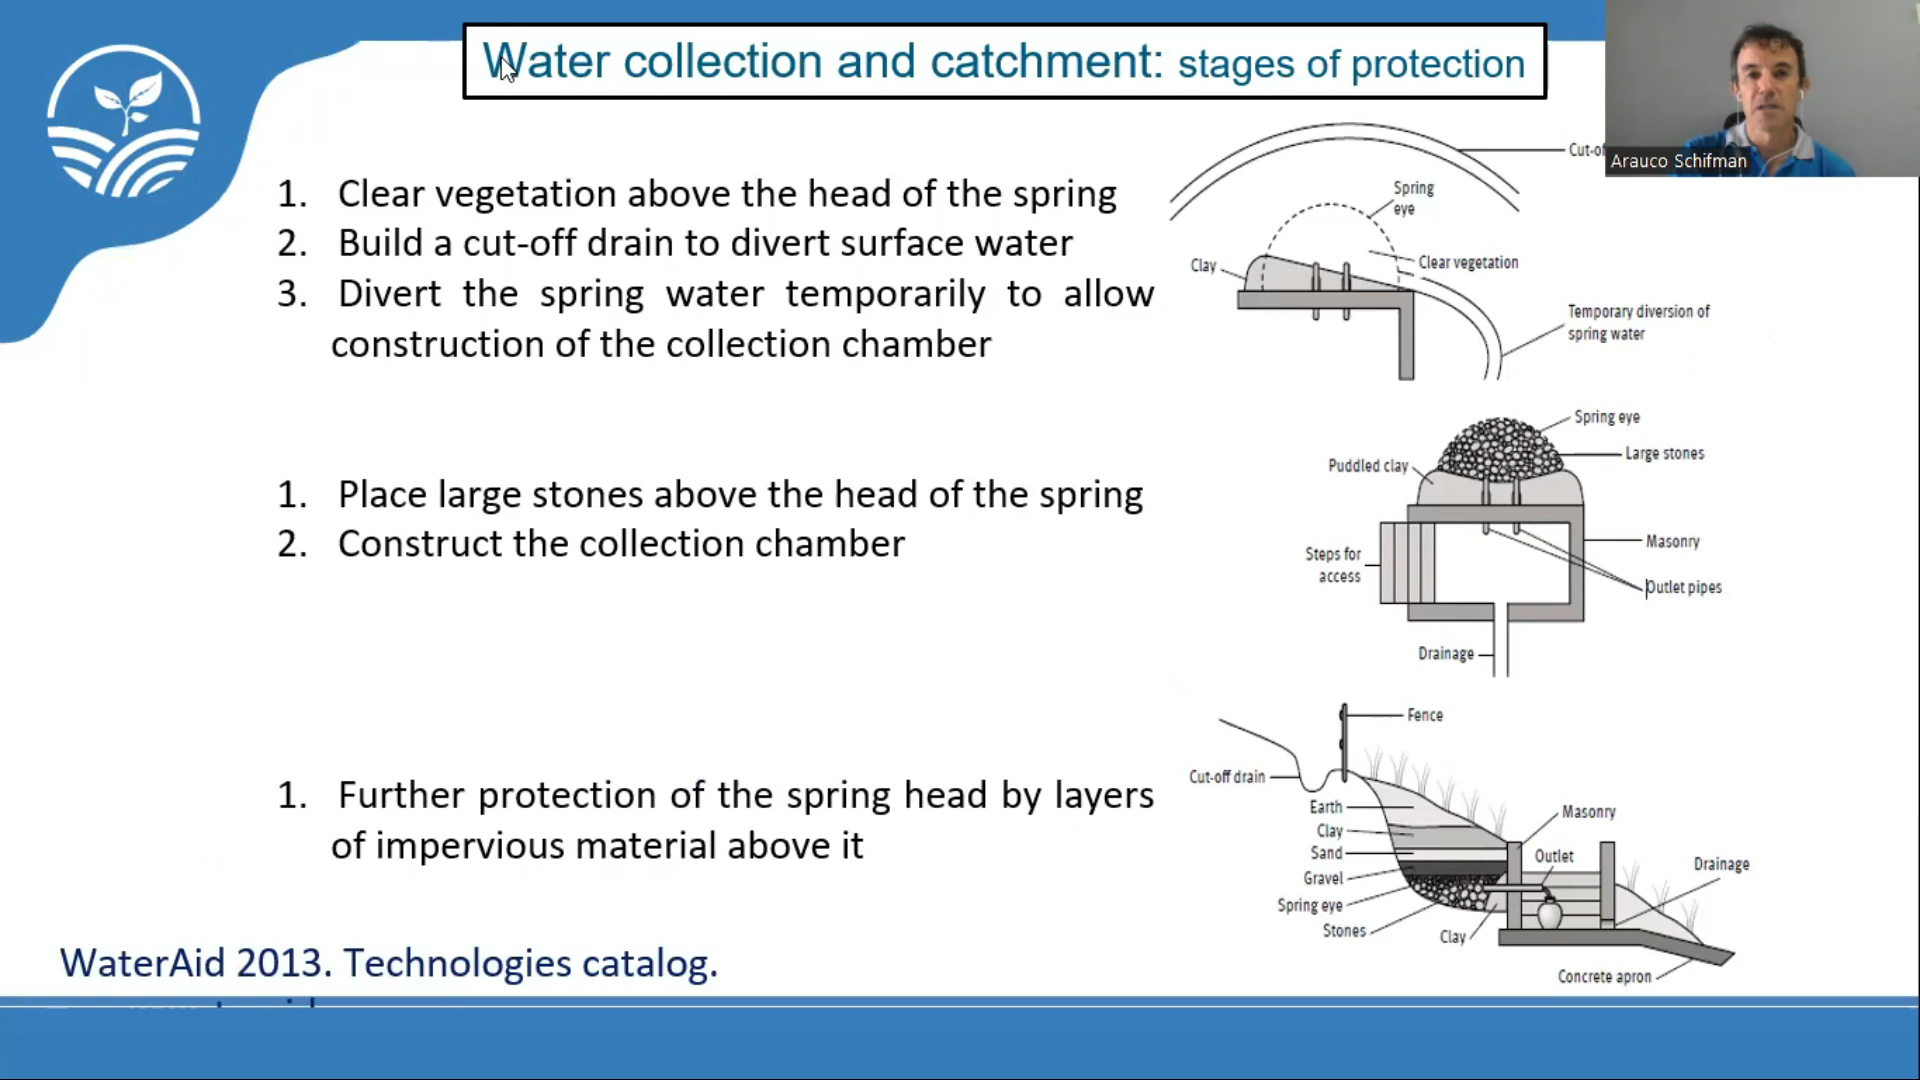 Water collection and catchment: stages of protection
Arauco Schifman
1. Clear vegetation above the head of the spring
2. Build a cut-off drain to divert surface water
3. Divert the spring water temporarily to allow
construction of the collection chamber
Spring
eye
Clay
Clear vegetation
Temporary diversion of
spring water
1. Place large stones above the head of the spring
2. Construct the collection chamber
Spring eye
Large stones
Puddled clay
Masonry
Steps for
access
Outlet pipes
Drainage
1. Further protection of the spring head by layers
of impervious material above it
Fence
Cut-off drain
Earth
Clay
Sand
Gravel
Spring eye
Stones
Clay
Masonry
Outlet
Drainage
Concrete apron
WaterAid 2013. Technologies catalog.